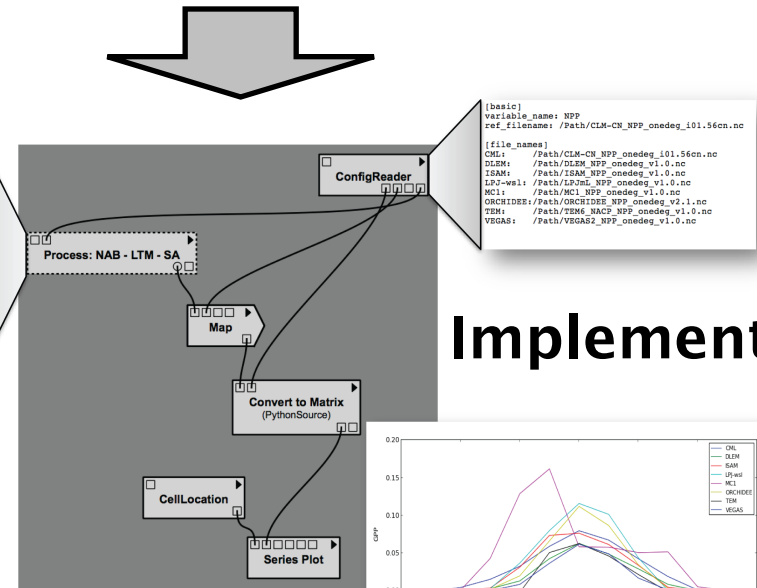 [basic]
variable_name: NPP
ref_filename: /Path/CLM-CN_NPP_onedeg_i01.56cn.nc
[file_names]
CML: /Path/CLM-CN_NPP_onedeg_i01.56cn.nc
DLEM: /Path/DLEM_NPP_onedeg_v1.0.nc
ISAM: /Path/ISAM_NPP_onedeg_v1.0.nc
LPJ-wsl: /Path/LPJmL_NPP_onedeg_v1.0.nc
MC1: /Path/MC1_NPP_onedeg_v1.0.nc
ORCHIDEE:/Path/ORCHIDEE_NPP_onedeg_v2.1.nc
TEM: /Path/TEM6_NACP_NPP_onedeg_v1.0.nc
VEGAS: /Path/VEGAS2_NPP_onedeg_v1.0.nc
ConfigReader
Process: NAB - LTM - SA
Map
Implement
Convert to Matrix
(PythonSource)
CellLocation
Series Plot
0.20
0.15
0.10
0.05
GPP
CML
DLEM
ISAM
LPJ-wsl
MC1
ORCHIDEE
TEM
VEGAS